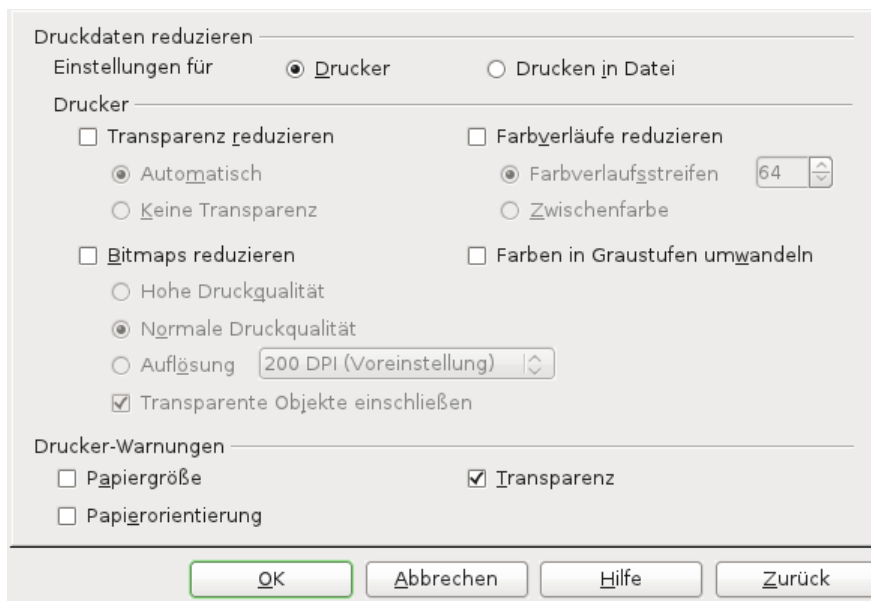 Druckdaten reduzieren
Einstellungen für Drucker Drucken in Datei
Drucker
Transparenz reduzieren Farbverläufe reduzieren
Automatisch Farbverlaufsstreifen 64
Keine Transparenz Zwischenfarbe
Bitmaps reduzieren Farben in Graustufen umwandeln
Hohe Druckqualität
Normale Druckqualität
Auflösung 200 DPI (Voreinstellung)
Transparente Objekte einschließen
Drucker-Warnungen
Papiergröße Transparenz
Papierorientierung
OK Abbrechen Hilfe Zurück